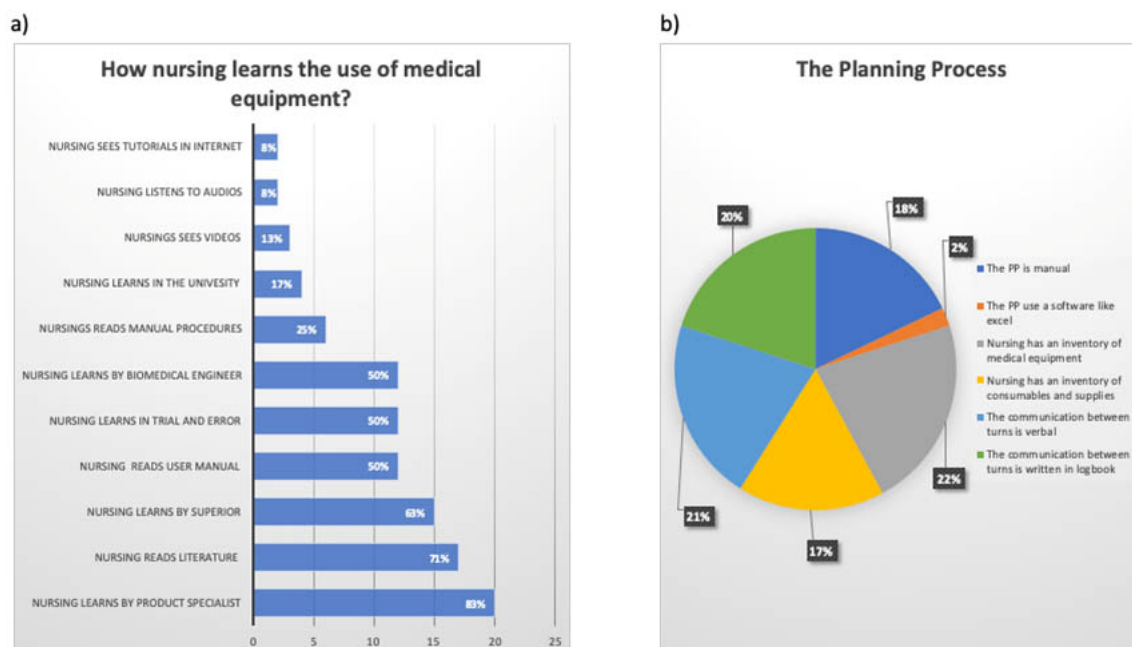 a)
How nursing learns the use of medical
equipment?
NURSING SEES TUTORIALS IN INTERNET
8%
NURSING LISTENS TO AUDIOS
8%
NURSINGS SEES VIDEOS
13%
NURSING LEARNS IN THE UNIVESITY
17%
NURSINGS READS MANUAL PROCEDURES
25%
NURSING LEARNS BY BIOMEDICAL ENGINEER
50%
NURSING LEARNS IN TRIAL AND ERROR
50%
NURSING READS USER MANUAL
50%
NURSING LEARNS BY SUPERIOR
63%
NURSING READS LITERATURE
71%
NURSING LEARNS BY PRODUCT SPECIALIST
83%
0 5 10 15 20 25
b)
The Planning Process
20%
18%
2%
22%
17%
21%
The PP is manual
The PP use a software like
excel
Nursing has an inventory of
medical equipment
Nursing has an inventory of
consumables and supplies
The communication between
turns is verbal
The communication between
turns is written in logbook